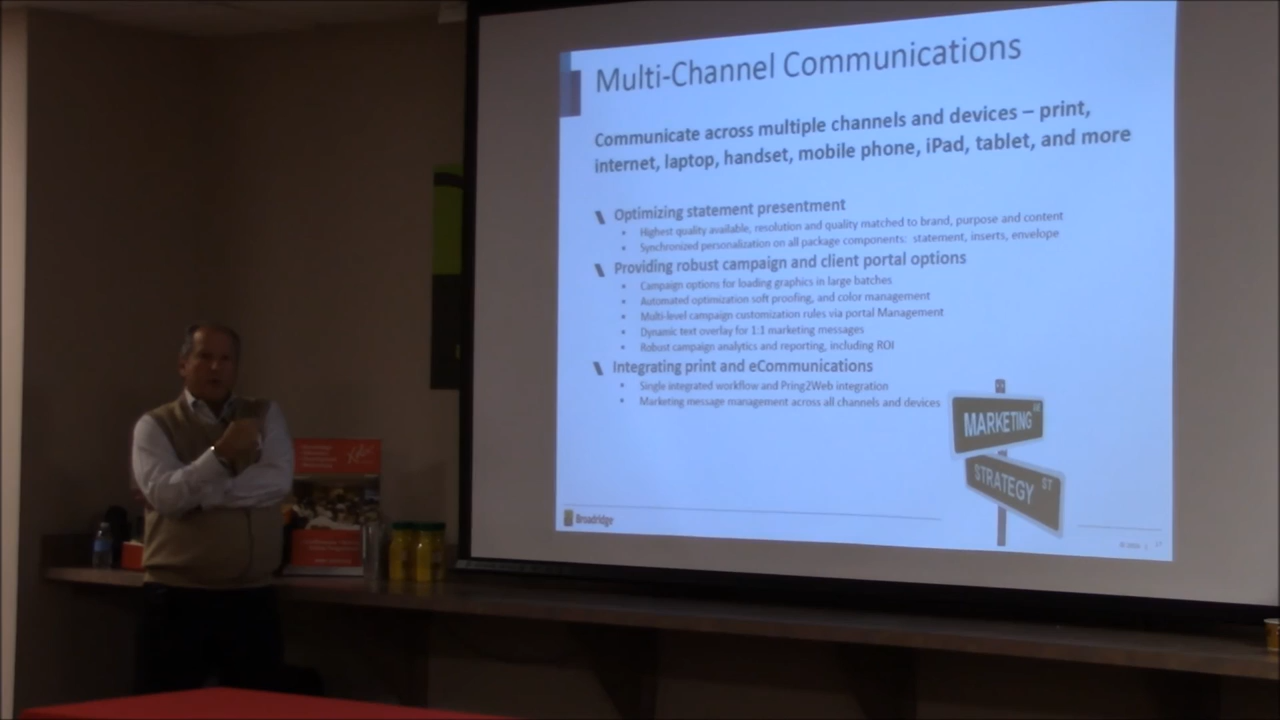 Multi-Channel Communications
Communicate across multiple channels and devices – print,
internet, laptop, handset, mobile phone, iPad, tablet, and more
Optimizing statement presentment
Highest quality available, resolution and quality matched to brand, purpose and content
Synchronized personalization on all package components: statement, inserts, envelope
Providing robust campaign and client portal options
Campaign options for loading graphics in large batches
Automated optimization soft proofing, and color management
Multi-level campaign customization rules via portal Management
Dynamic text overlay for 1:1 marketing messages
Robust campaign analytics and reporting, including ROI
Integrating print and eCommunications
Single integrated workflow and Pring2Web integration
Marketing message management across all channels and devices
MARKETING
STRATEGY ST
Broadridge